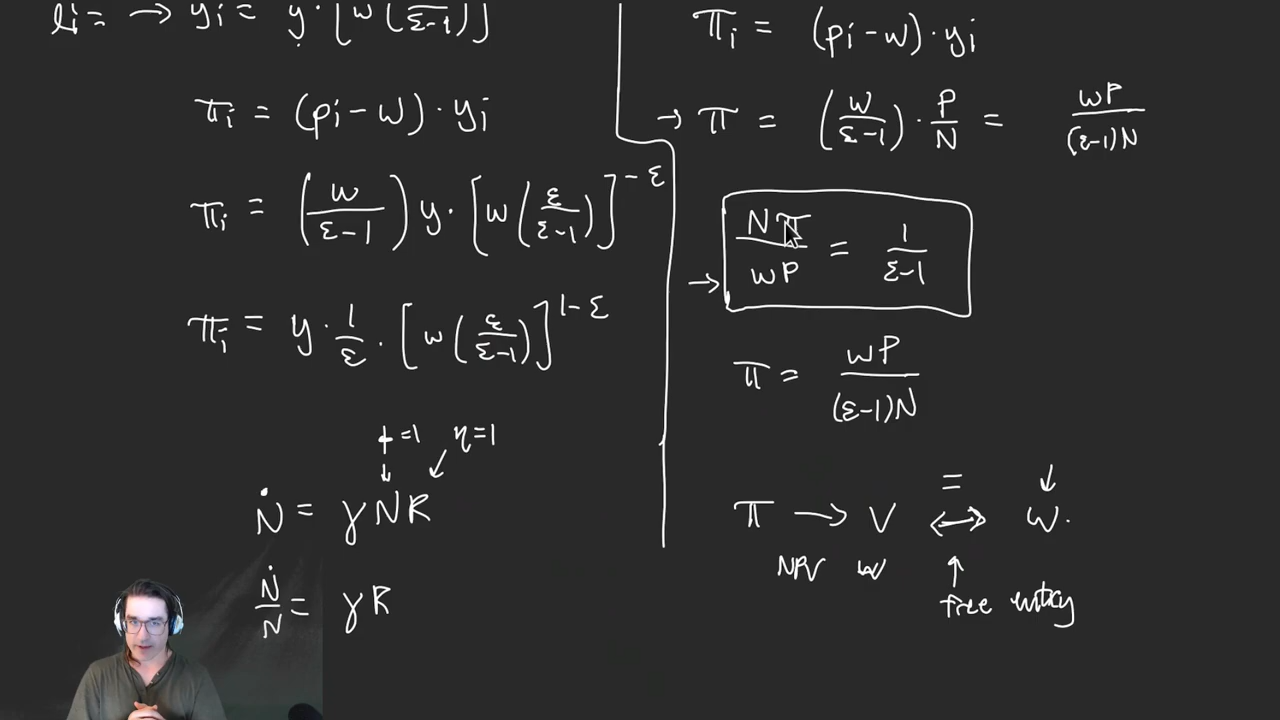 li = → yi = y · [w(ε/ε-1)]
πi = (pi - w) · yi
πi = (w/ε-1) y · [w(ε/ε-1)]^-ε
πi = y · 1/ε · [w(ε/ε-1)]^1-ε
t=1 η=1
↓ ↙
Ṅ = γNR
Ṅ/N = γR
πi = (pi - w) · yi
→ π = (w/ε-1) · P/N = wP/(ε-1)N
→ Nπ/wP = 1/ε-1
π = wP/(ε-1)N
= ↓
π → V ↔ w.
↑
free entry